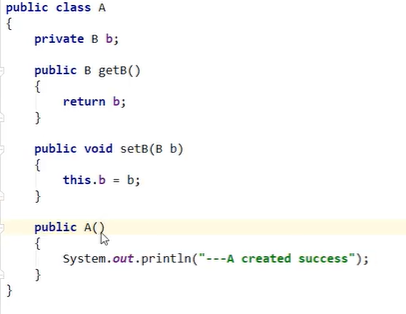 public class A
{
    private B b;
    public B getB()
    {
        return b;
    }
    public void setB(B b)
    {
        this.b = b;
    }
    public A()
    {
        System.out.println("---A created success");
    }
}